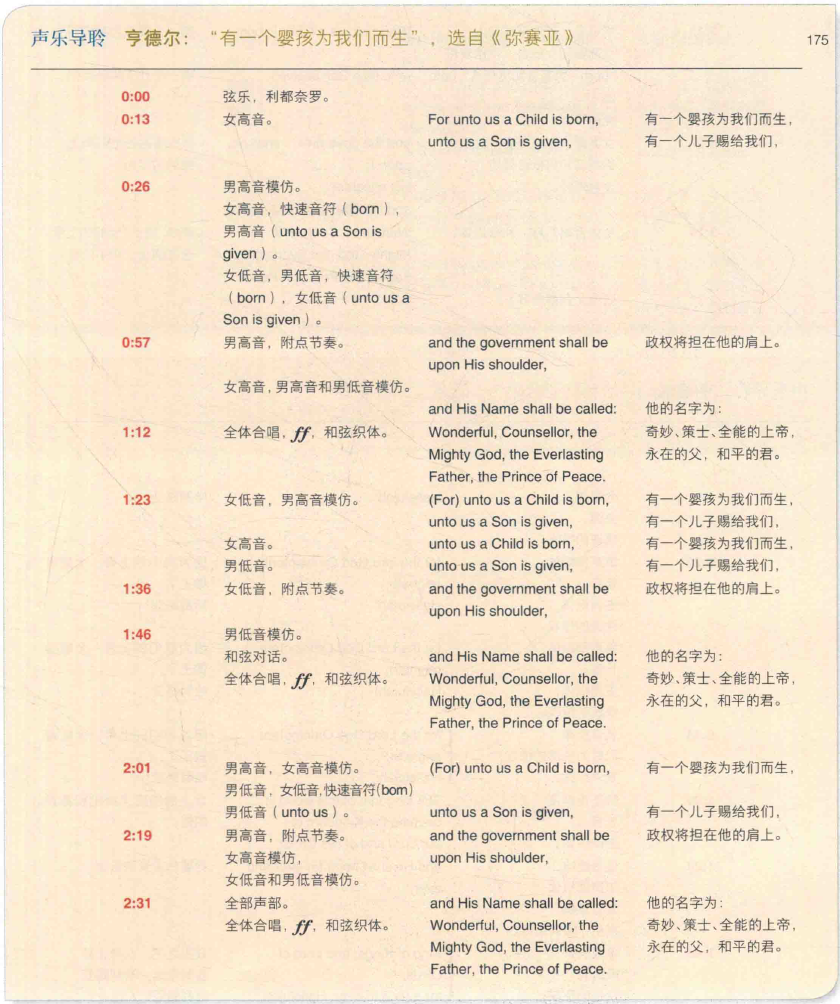 声乐导聆 亨德尔：“有一个婴孩为我们而生”，选自《弥赛亚》 175
0:00 弦乐，利都奈罗。
0:13 女高音。 For unto us a Child is born, 有一个婴孩为我们而生，
unto us a Son is given, 有一个儿子赐给我们，
0:26 男高音模仿。
女高音，快速音符（born），
男高音（unto us a Son is
given）。
女低音，男低音，快速音符
（born），女低音（unto us a
Son is given）。
0:57 男高音，附点节奏。 and the government shall be 政权将担在他的肩上。
upon His shoulder,
女高音，男高音和男低音模仿。
and His Name shall be called: 他的名字为：
1:12 全体合唱，ff，和弦织体。 Wonderful, Counsellor, the 奇妙、策士、全能的上帝，
Mighty God, the Everlasting 永在的父，和平的君。
Father, the Prince of Peace.
1:23 女低音，男高音模仿。 (For) unto us a Child is born, 有一个婴孩为我们而生，
unto us a Son is given, 有一个儿子赐给我们，
女高音。 unto us a Child is born, 有一个婴孩为我们而生，
男低音。 unto us a Son is given, 有一个儿子赐给我们，
1:36 女低音，附点节奏。 and the government shall be 政权将担在他的肩上。
upon His shoulder,
1:46 男低音模仿。
和弦对话。 and His Name shall be called: 他的名字为：
全体合唱，ff，和弦织体。 Wonderful, Counsellor, the 奇妙、策士、全能的上帝，
Mighty God, the Everlasting 永在的父，和平的君。
Father, the Prince of Peace.
2:01 男高音，女高音模仿。 (For) unto us a Child is born, 有一个婴孩为我们而生，
男低音，女低音，快速音符(born)
男低音（unto us）。 unto us a Son is given, 有一个儿子赐给我们，
2:19 男高音，附点节奏。 and the government shall be 政权将担在他的肩上。
女高音模仿， upon His shoulder,
女低音和男低音模仿。
2:31 全部声部。 and His Name shall be called: 他的名字为：
全体合唱，ff，和弦织体。 Wonderful, Counsellor, the 奇妙、策士、全能的上帝，
Mighty God, the Everlasting 永在的父，和平的君。
Father, the Prince of Peace.